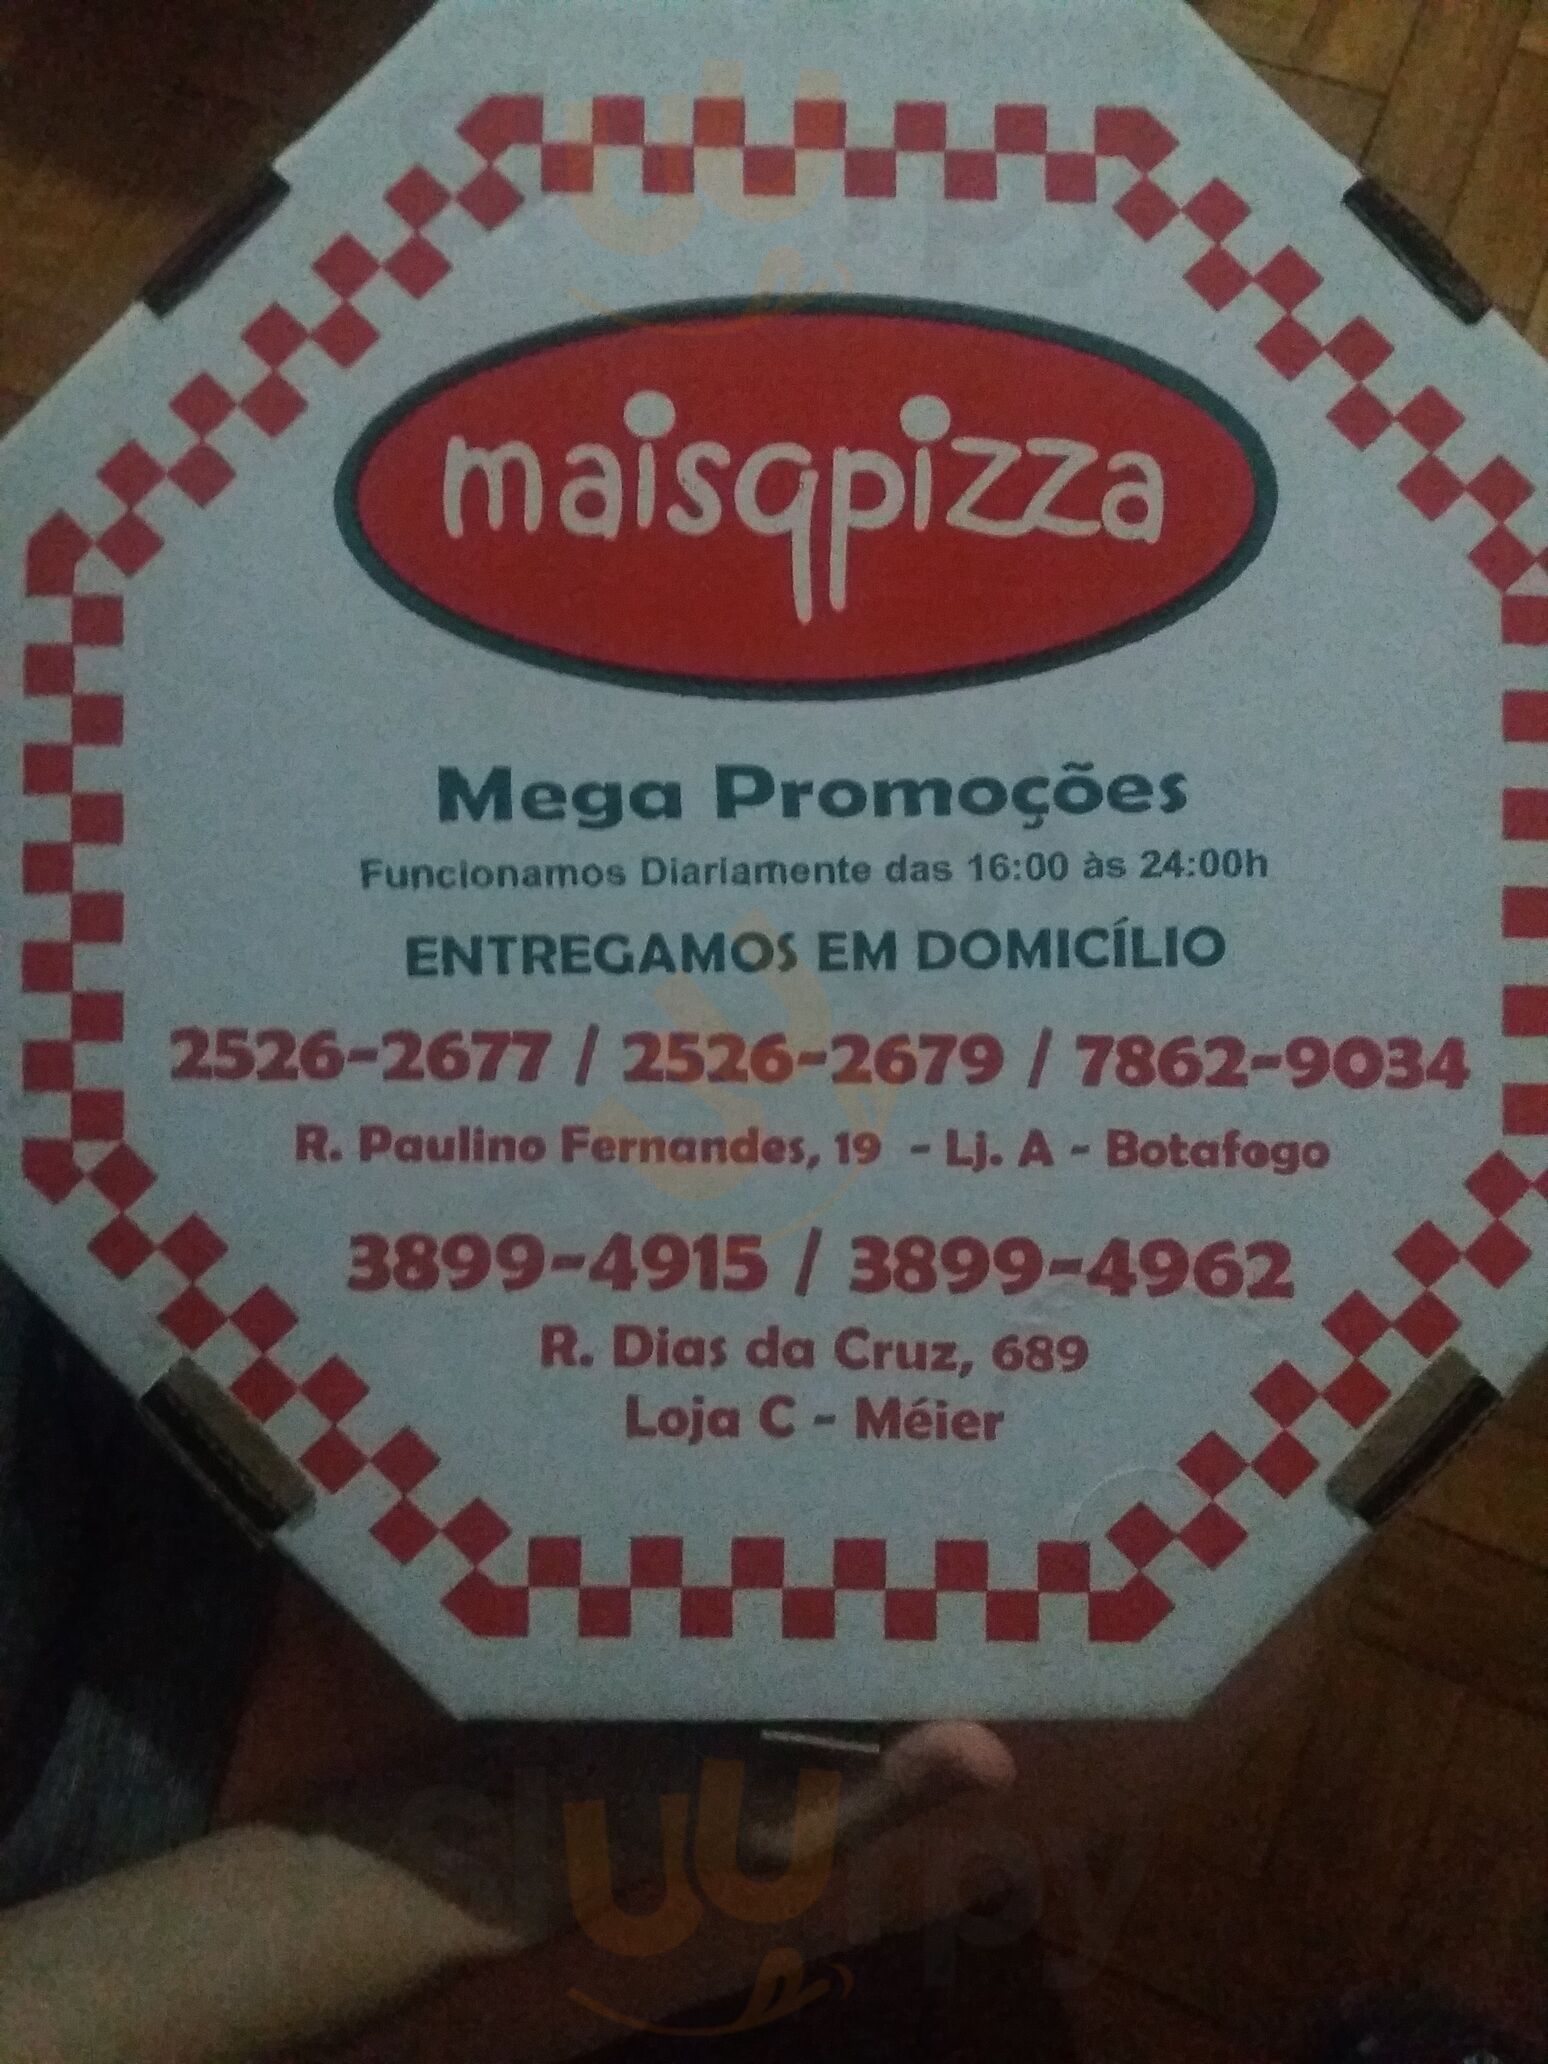 maisqpizza
Mega Promoções
Funcionamos Diariamente das 16:00 às 24:00h
ENTREGAMOS EM DOMICÍLIO
2526-2677 / 2526-2679 / 7862-9034
R. Paulino Fernandes, 19 - Lj. A - Botafogo
3899-4915 / 3899-4962
R. Dias da Cruz, 689
Loja C - Méier